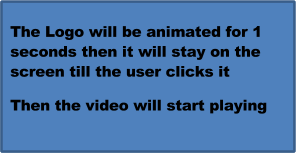 The Logo will be animated for 1
seconds then it will stay on the
screen till the user clicks it
Then the video will start playing